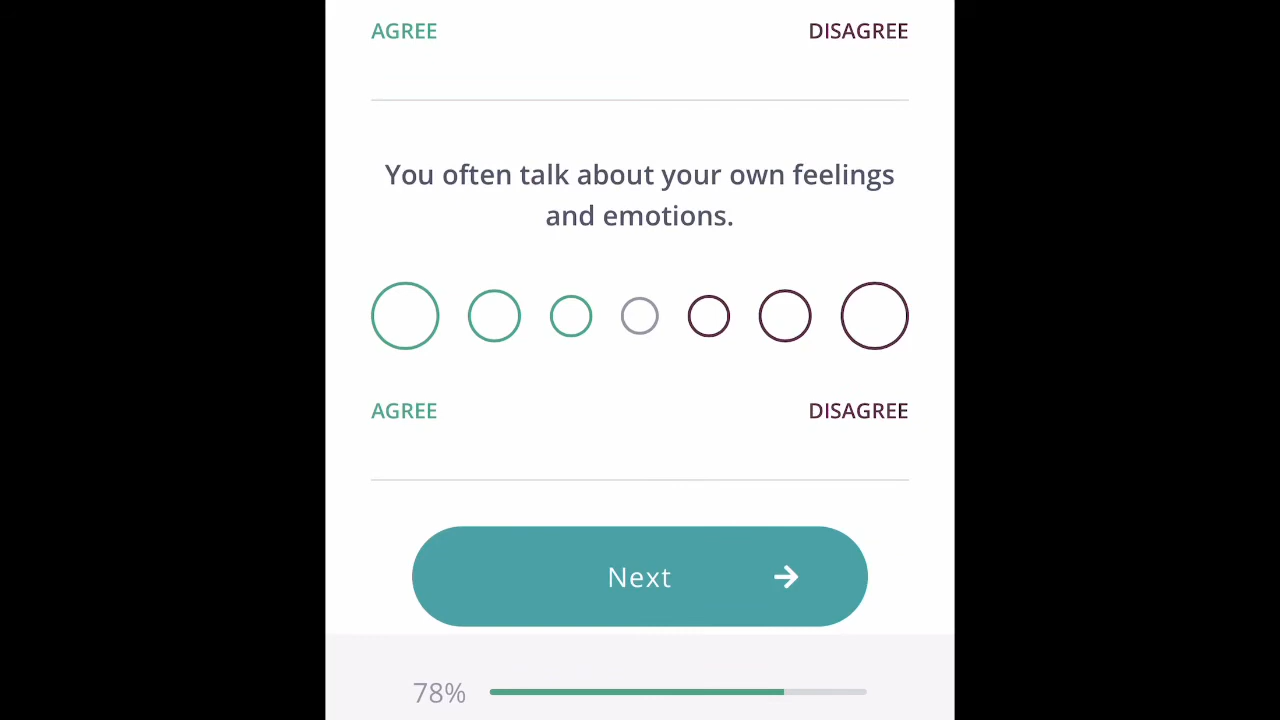 AGREE DISAGREE
You often talk about your own feelings
and emotions.
AGREE DISAGREE
Next
78%